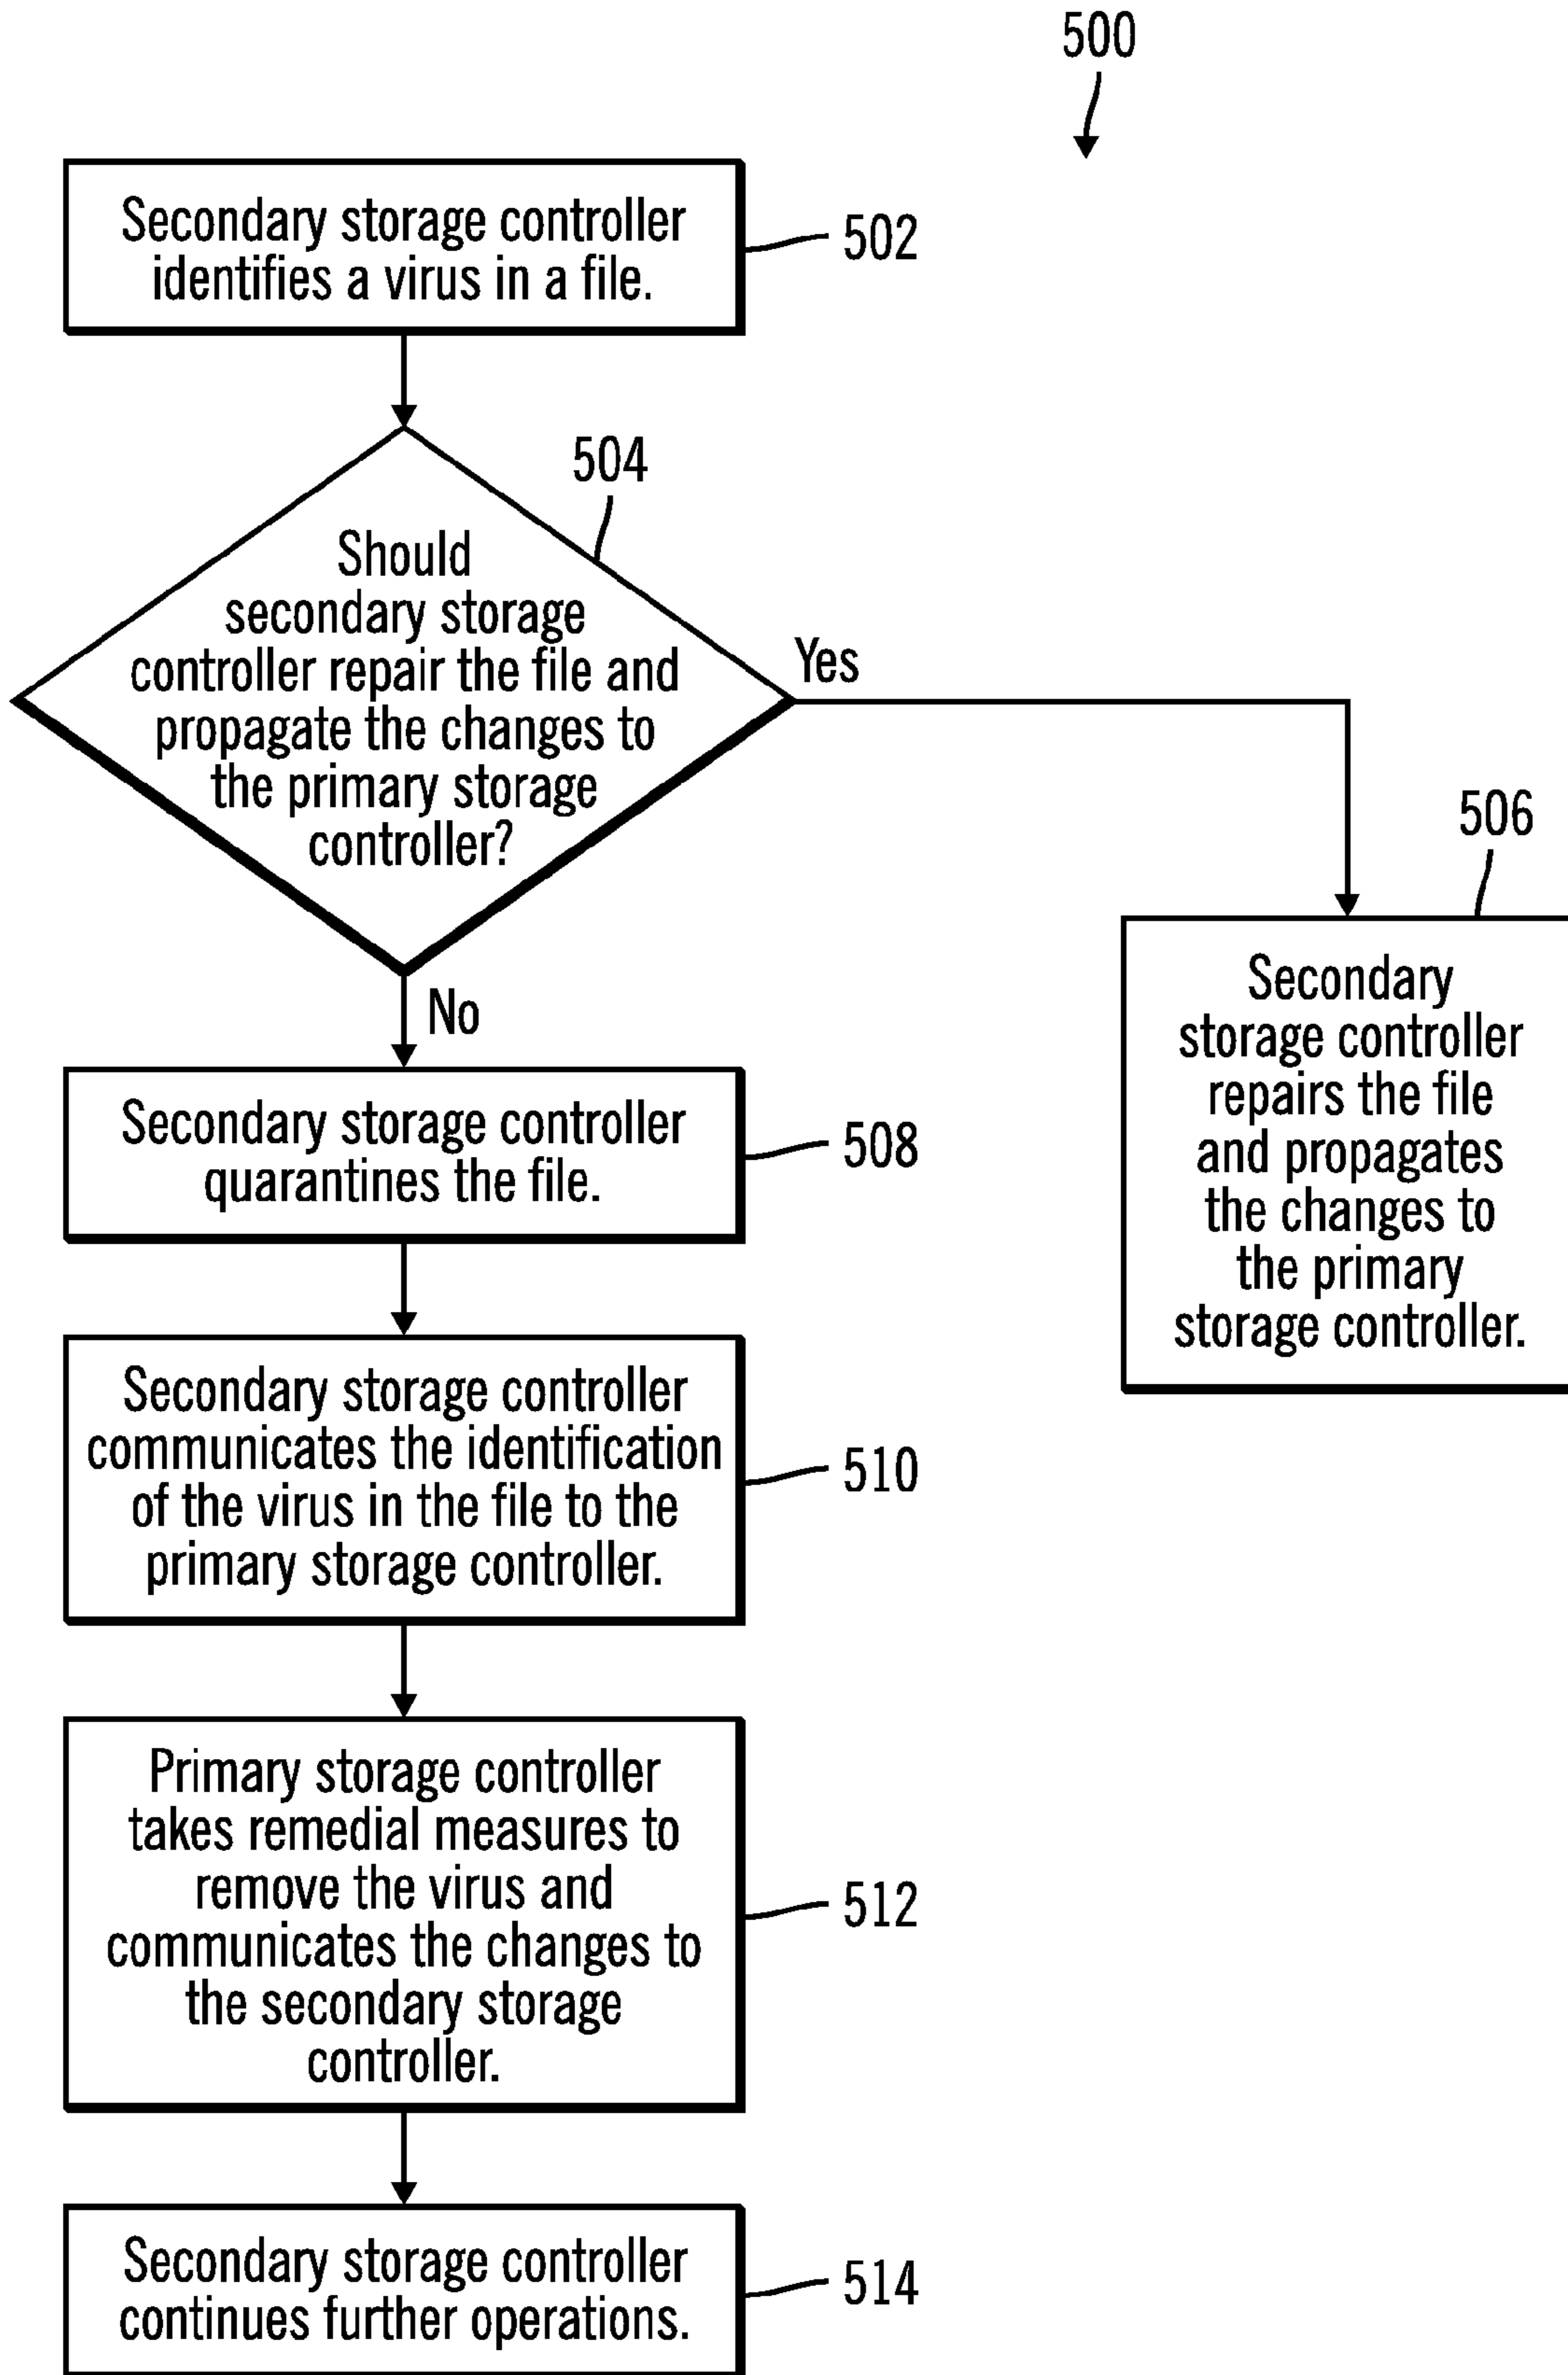 500
Secondary storage controller
identifies a virus in a file.
502
504
Should
secondary storage
controller repair the file and
propagate the changes to
the primary storage
controller?
Yes
No
506
Secondary
storage controller
repairs the file
and propagates
the changes to
the primary
storage controller.
Secondary storage controller
quarantines the file.
508
Secondary storage controller
communicates the identification
of the virus in the file to the
primary storage controller.
510
Primary storage controller
takes remedial measures to
remove the virus and
communicates the changes to
the secondary storage
controller.
512
Secondary storage controller
continues further operations.
514